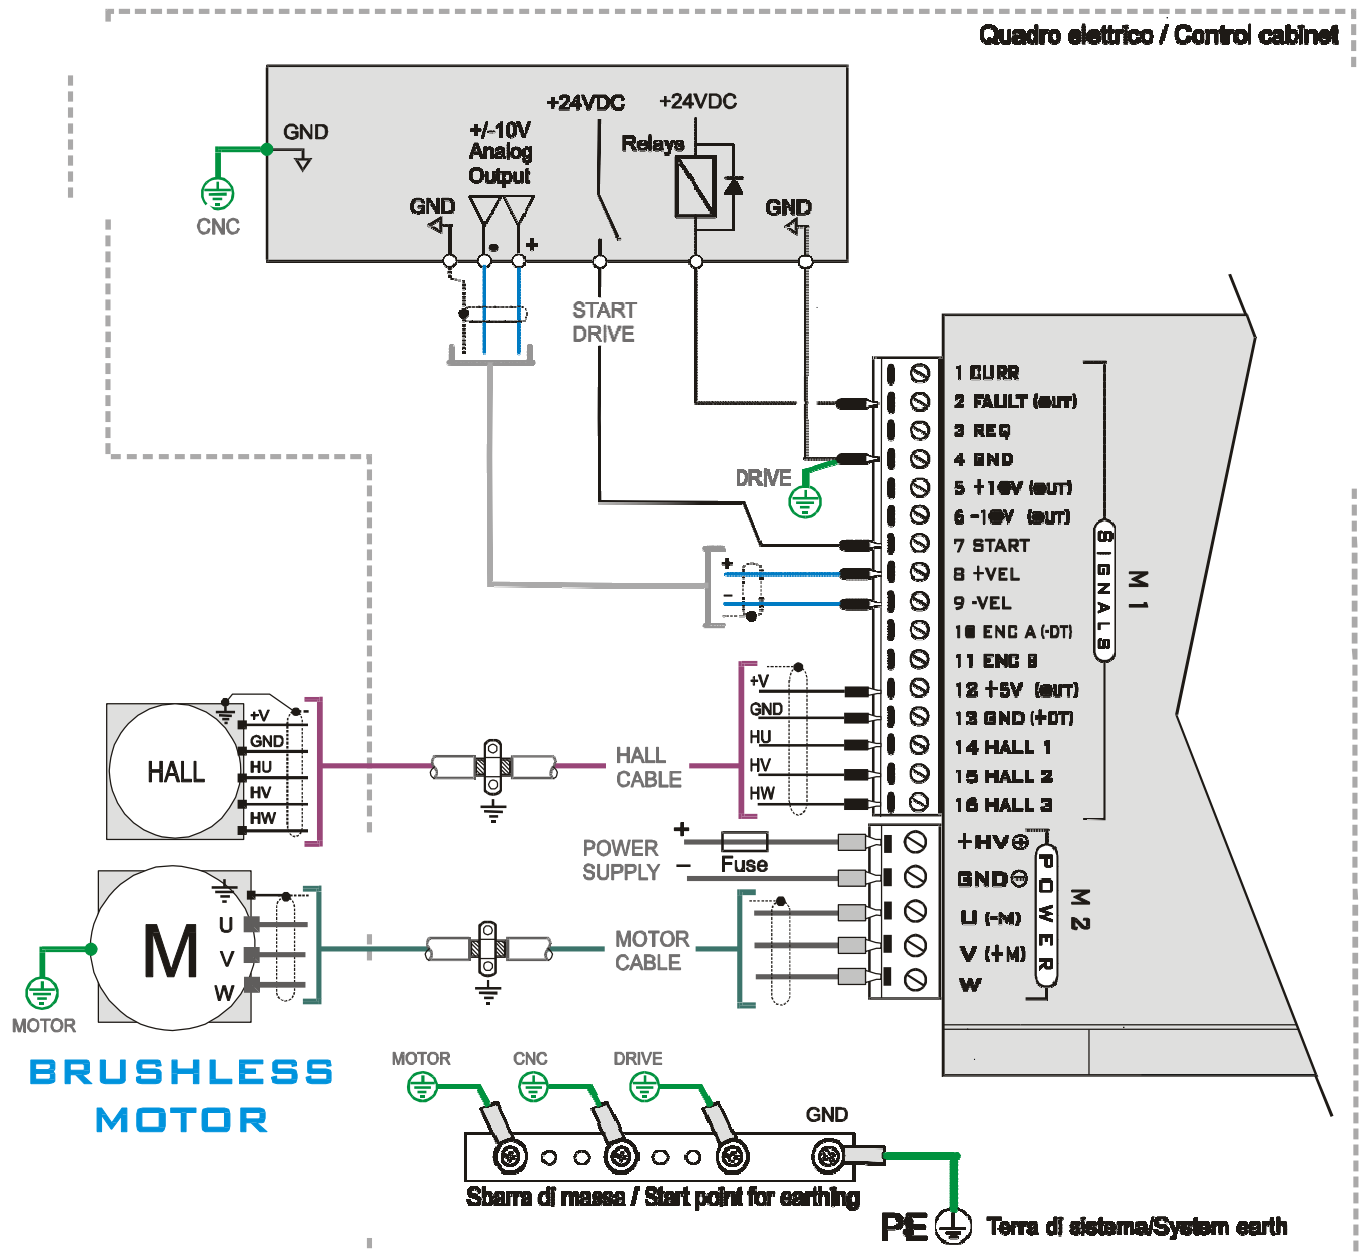 Quadro elettrico / Control cabinet
+24VDC
+24VDC
GND
+/-10V
Analog
Output
Relays
GND
GND
CNC
-
+
START
DRIVE
1 CURR
2 FAULT (OUT)
3 REQ
4 GND
5 +10V (OUT)
6 -10V (OUT)
7 START
8 +VEL
9 -VEL
10 ENC A (-DT)
11 ENC B
12 +5V (OUT)
13 GND (+DT)
14 HALL 1
15 HALL 2
16 HALL 3
SIGNALS
M 1
DRIVE
+
-
HALL
+V
GND
HU
HV
HW
HALL
CABLE
+V
GND
HU
HV
HW
POWER
SUPPLY
+
-
Fuse
+HV
GND
U (-M)
V (+M)
W
POWER
M 2
M
U
V
W
MOTOR
CABLE
MOTOR
BRUSHLESS
MOTOR
MOTOR
CNC
DRIVE
GND
Sbarra di massa / Start point for earthing
PE
Terra di sistema/System earth